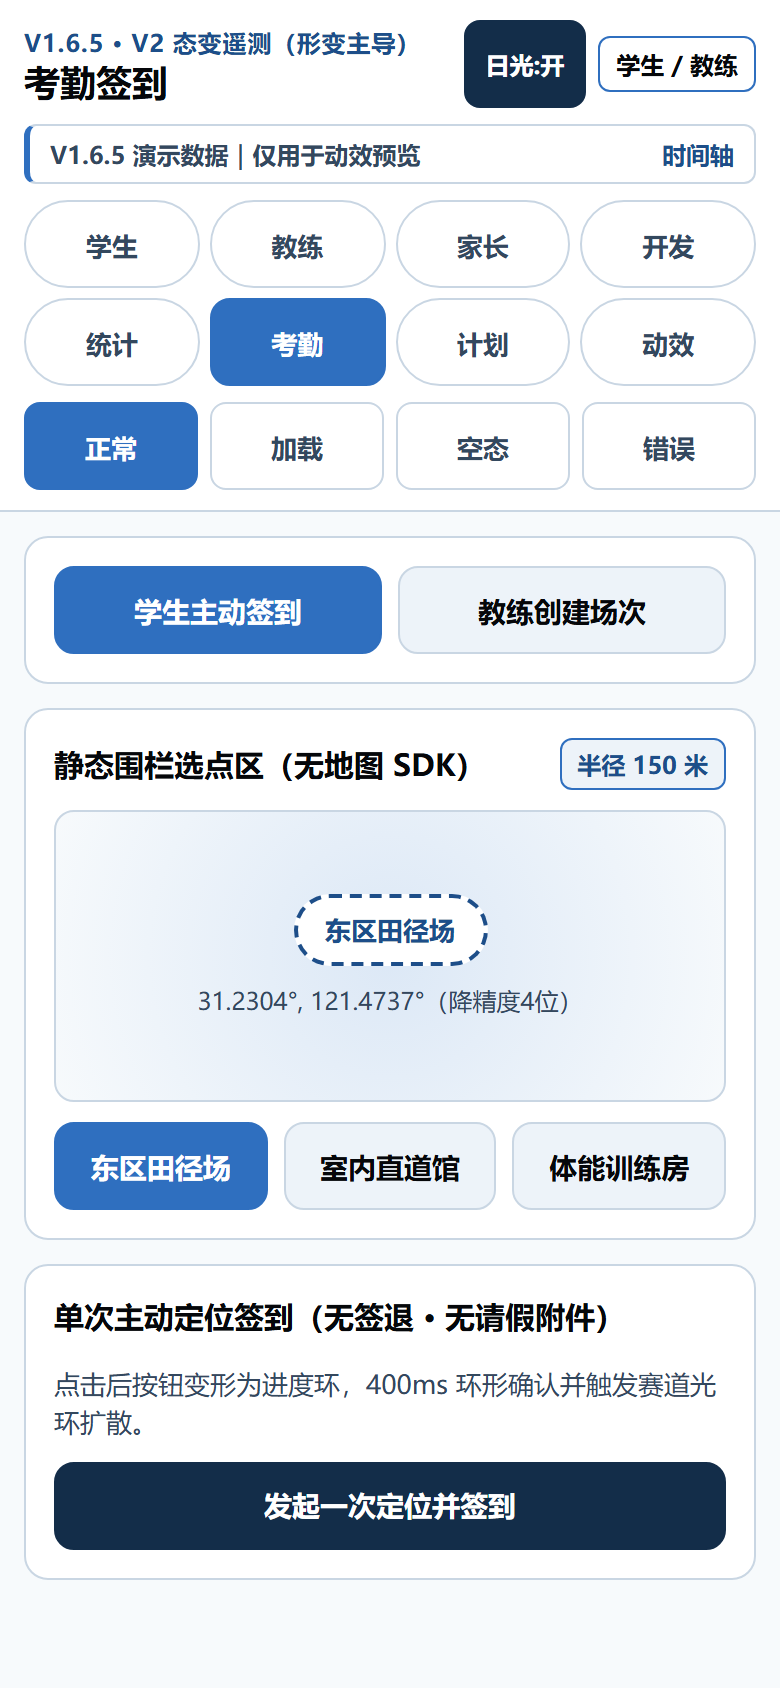 V1.6.5 · V2 态变遥测（形变主导）
考勤签到
日光:开
学生 / 教练
V1.6.5 演示数据｜仅用于动效预览
时间轴
学生
教练
家长
开发
统计
考勤
计划
动效
正常
加载
空态
错误
学生主动签到
教练创建场次
静态围栏选点区（无地图 SDK）
半径 150 米
东区田径场
31.2304°, 121.4737°（降精度4位）
东区田径场
室内直道馆
体能训练房
单次主动定位签到（无签退 · 无请假附件）
点击后按钮变形为进度环，400ms 环形确认并触发赛道光
环扩散。
发起一次定位并签到